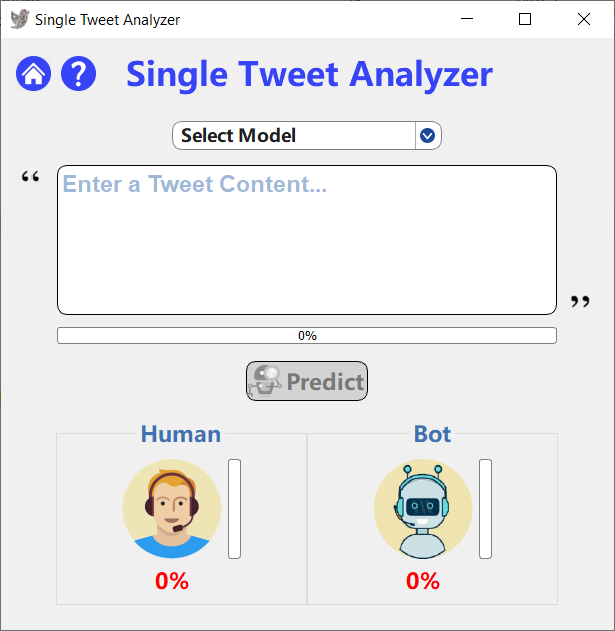 Single Tweet Analyzer
Single Tweet Analyzer
Select Model
“
Enter a Tweet Content...
”
0%
Predict
Human
Bot
0%
0%